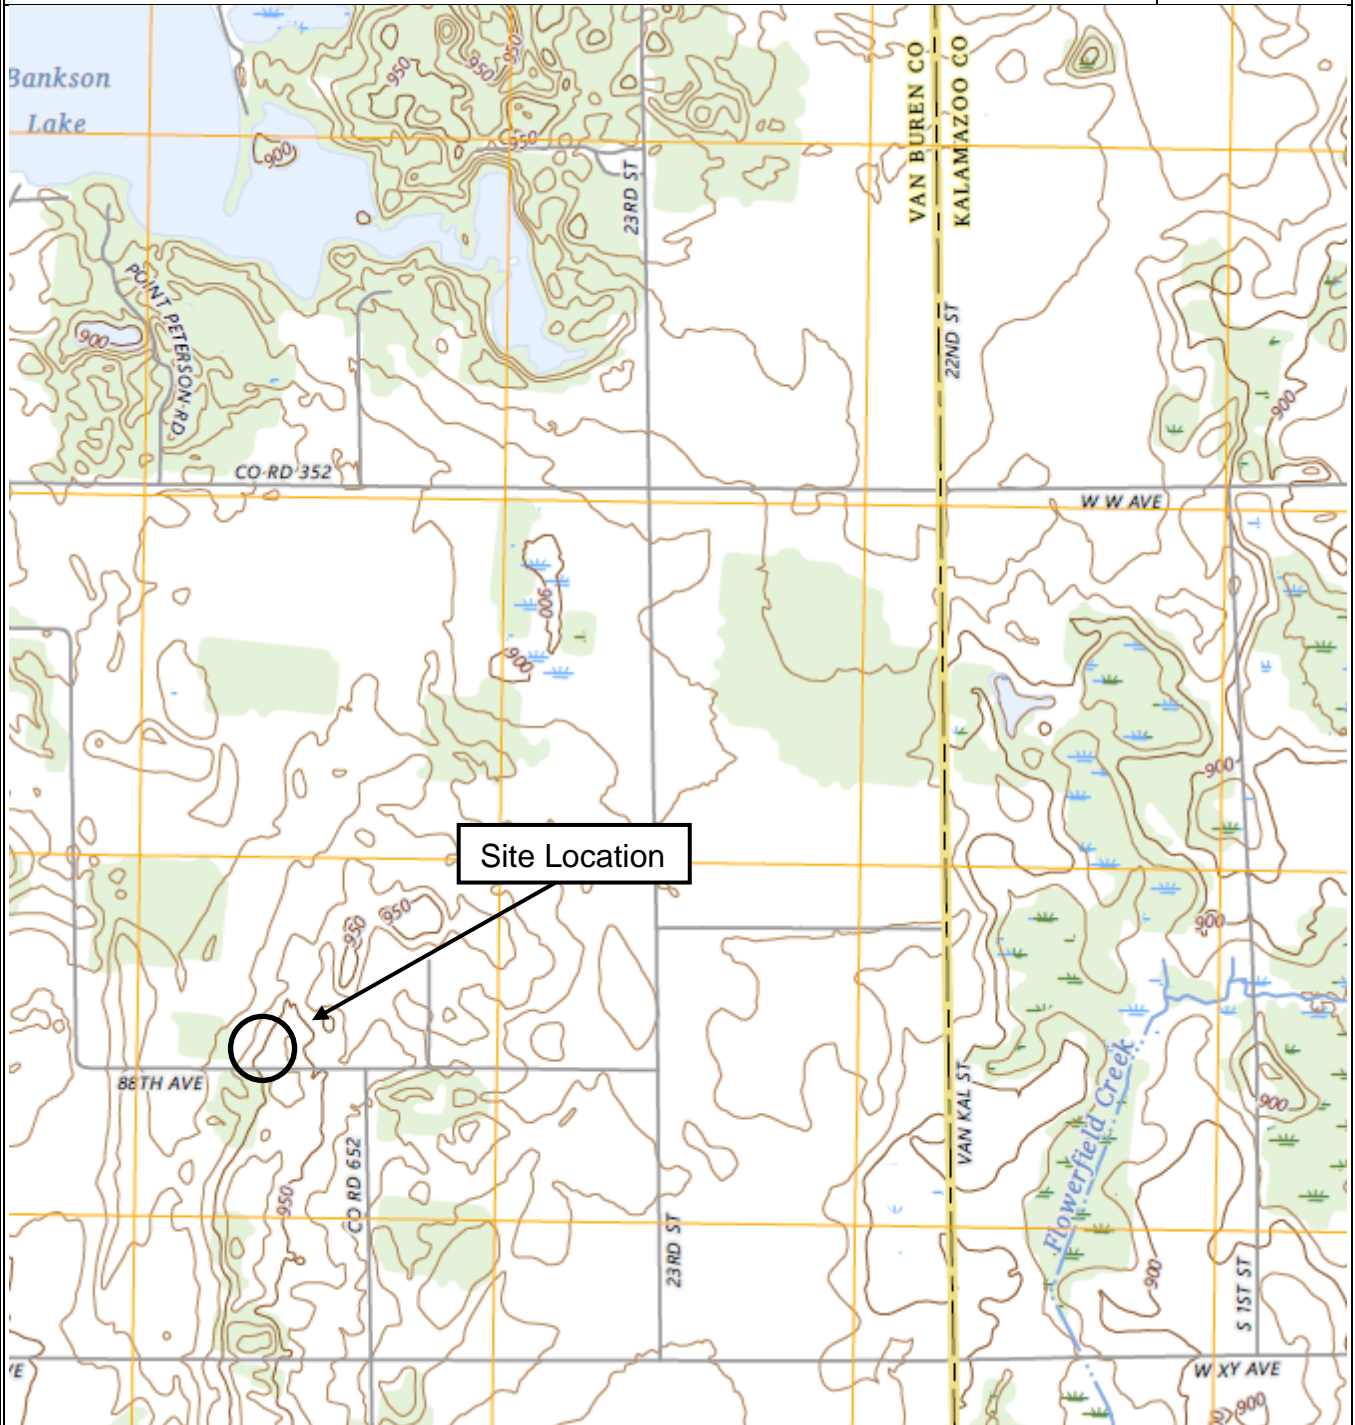 950
950
950
Bankson
Lake
VAN BUREN CO
KALAMAZOO CO
950
900
23RD ST
POINT PETERSON RD
900
22ND ST
900
CO RD 352
W W AVE
900
900
900
Site Location
950
950
900
88TH AVE
CO RD 652
VAN KAL ST
Flowerfield Creek
900
950
23RD ST
900
S 1ST ST
VE
W XY AVE
900